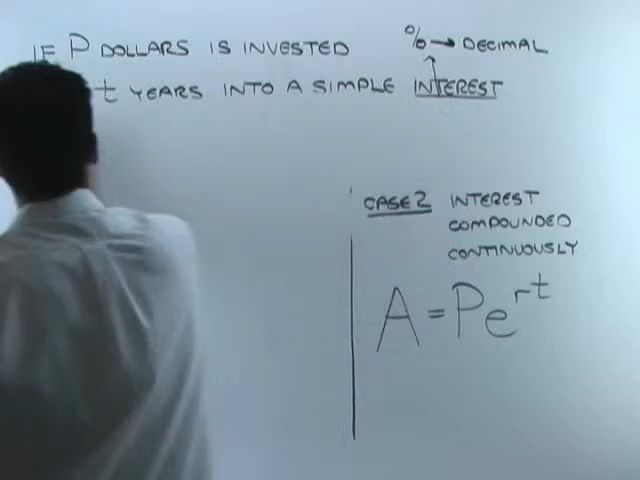 IF P DOLLARS IS INVESTED
% → DECIMAL
t YEARS INTO A SIMPLE INTEREST
CASE 2 INTEREST
COMPOUNDED
CONTINUOUSLY
A = Pe^{rt}